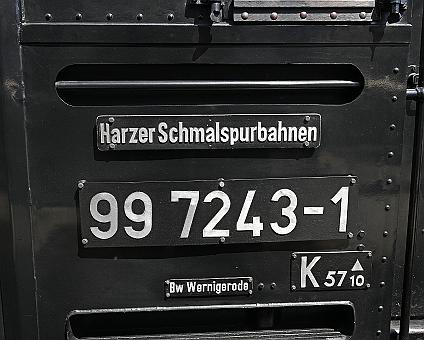 Harzer Schmalspurbahnen
99 7243-1
K 57 10
Bw Wernigerode